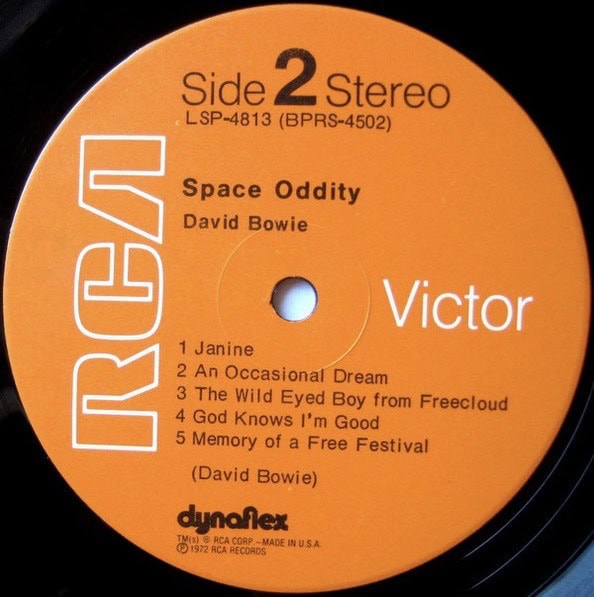 Side 2 Stereo
LSP-4813 (BPRS-4502)
RCA
Space Oddity
David Bowie
Victor
1 Janine
2 An Occasional Dream
3 The Wild Eyed Boy from Freecloud
4 God Knows I'm Good
5 Memory of a Free Festival
(David Bowie)
dynaflex
TM(s) ® RCA CORP.–MADE IN U.S.A.
℗ 1972 RCA RECORDS